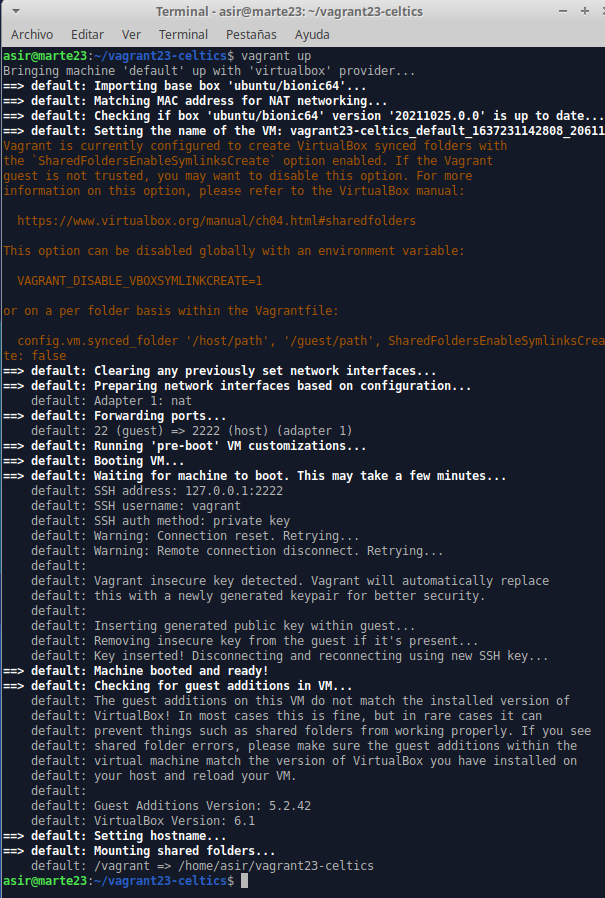 Terminal - asir@marte23: ~/vagrant23-celtics
Archivo Editar Ver Terminal Pestañas Ayuda
asir@marte23:~/vagrant23-celtics$ vagrant up
Bringing machine 'default' up with 'virtualbox' provider...
==> default: Importing base box 'ubuntu/bionic64'...
==> default: Matching MAC address for NAT networking...
==> default: Checking if box 'ubuntu/bionic64' version '20211025.0.0' is up to date...
==> default: Setting the name of the VM: vagrant23-celtics_default_1637231142808_20611
Vagrant is currently configured to create VirtualBox synced folders with
the `SharedFoldersEnableSymlinksCreate` option enabled. If the Vagrant
guest is not trusted, you may want to disable this option. For more
information on this option, please refer to the VirtualBox manual:
https://www.virtualbox.org/manual/ch04.html#sharedfolders
This option can be disabled globally with an environment variable:
VAGRANT_DISABLE_VBOXSYMLINKCREATE=1
or on a per folder basis within the Vagrantfile:
config.vm.synced_folder '/host/path', '/guest/path', SharedFoldersEnableSymlinksCrea
te: false
==> default: Clearing any previously set network interfaces...
==> default: Preparing network interfaces based on configuration...
default: Adapter 1: nat
==> default: Forwarding ports...
default: 22 (guest) => 2222 (host) (adapter 1)
==> default: Running 'pre-boot' VM customizations...
==> default: Booting VM...
==> default: Waiting for machine to boot. This may take a few minutes...
default: SSH address: 127.0.0.1:2222
default: SSH username: vagrant
default: SSH auth method: private key
default: Warning: Connection reset. Retrying...
default: Warning: Remote connection disconnect. Retrying...
default:
default: Vagrant insecure key detected. Vagrant will automatically replace
default: this with a newly generated keypair for better security.
default:
default: Inserting generated public key within guest...
default: Removing insecure key from the guest if it's present...
default: Key inserted! Disconnecting and reconnecting using new SSH key...
==> default: Machine booted and ready!
==> default: Checking for guest additions in VM...
default: The guest additions on this VM do not match the installed version of
default: VirtualBox! In most cases this is fine, but in rare cases it can
default: prevent things such as shared folders from working properly. If you see
default: shared folder errors, please make sure the guest additions within the
default: virtual machine match the version of VirtualBox you have installed on
default: your host and reload your VM.
default:
default: Guest Additions Version: 5.2.42
default: VirtualBox Version: 6.1
==> default: Setting hostname...
==> default: Mounting shared folders...
default: /vagrant => /home/asir/vagrant23-celtics
asir@marte23:~/vagrant23-celtics$